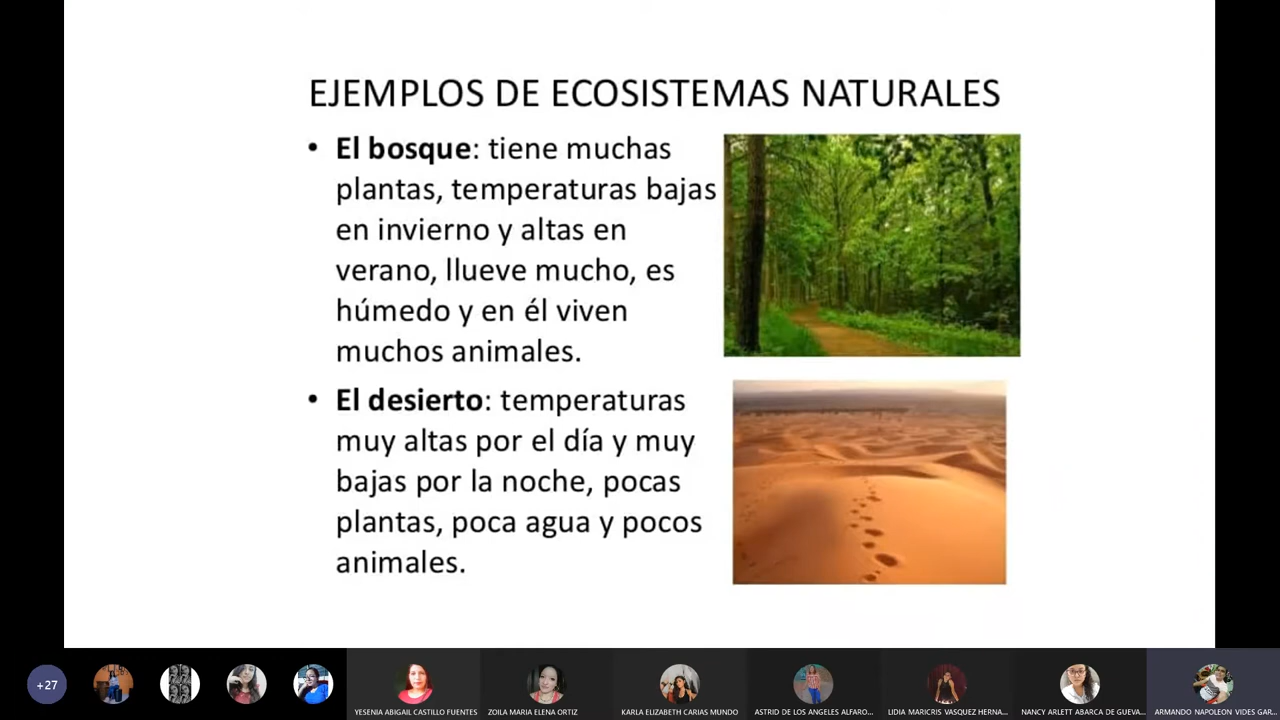 EJEMPLOS DE ECOSISTEMAS NATURALES
• El bosque: tiene muchas
plantas, temperaturas bajas
en invierno y altas en
verano, llueve mucho, es
húmedo y en él viven
muchos animales.
• El desierto: temperaturas
muy altas por el día y muy
bajas por la noche, pocas
plantas, poca agua y pocos
animales.
+27
YESENIA ABIGAIL CASTILLO FUENTES
ZOILA MARIA ELENA ORTIZ
KARLA ELIZABETH CARIAS MUNDO
ASTRID DE LOS ANGELES ALFARO...
LIDIA MARICRIS VASQUEZ HERNA...
NANCY ARLETT ABARCA DE GUEVA...
ARMANDO NAPOLEON VIDES GAR...